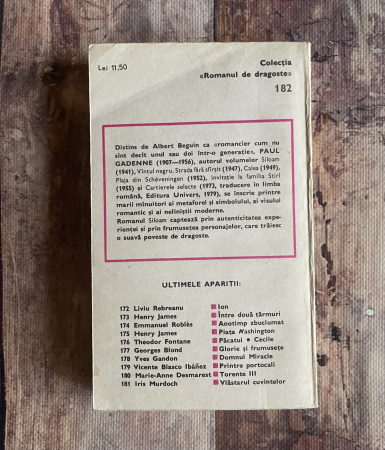 Lei 11,50
Colecția
«Romanul de dragoste»
182
Distins de Albert Beguin ca «romancier cum nu
sînt decît unul sau doi într-o generație», PAUL
GADENNE (1907—1956), autorul volumelor Siloam
(1941), Vîntul negru, Strada fără sfîrșit (1947), Calea (1949),
Plaja din Schéveningen (1952), Invitație la familia Stirl
(1955) și Cartierele selecte (1973, traducere în limba
română, Editura Univers, 1979), se înscrie printre
marii minuitori ai metaforei și simbolului, ai visului
romantic și ai neliniștii moderne.
Romanul Siloam captează prin autenticitatea expe-
rienței și prin frumusețea personajelor, care trăiesc
o suavă poveste de dragoste.
ULTIMELE APARIȚII:
172 Liviu Rebreanu Ion
173 Henry James Între două țărmuri
174 Emmanuel Roblès Anotimp zbuciumat
175 Henry James Piața Washington
176 Theodor Fontane Păcatul • Cecile
177 Georges Blond Glorie și frumusețe
178 Yves Gandon Domnul Miracle
179 Vicente Blasco Ibáñez Printre portocali
180 Marie-Anne Desmarest Torente III
181 Iris Murdoch Vlăstarul cuvintelor